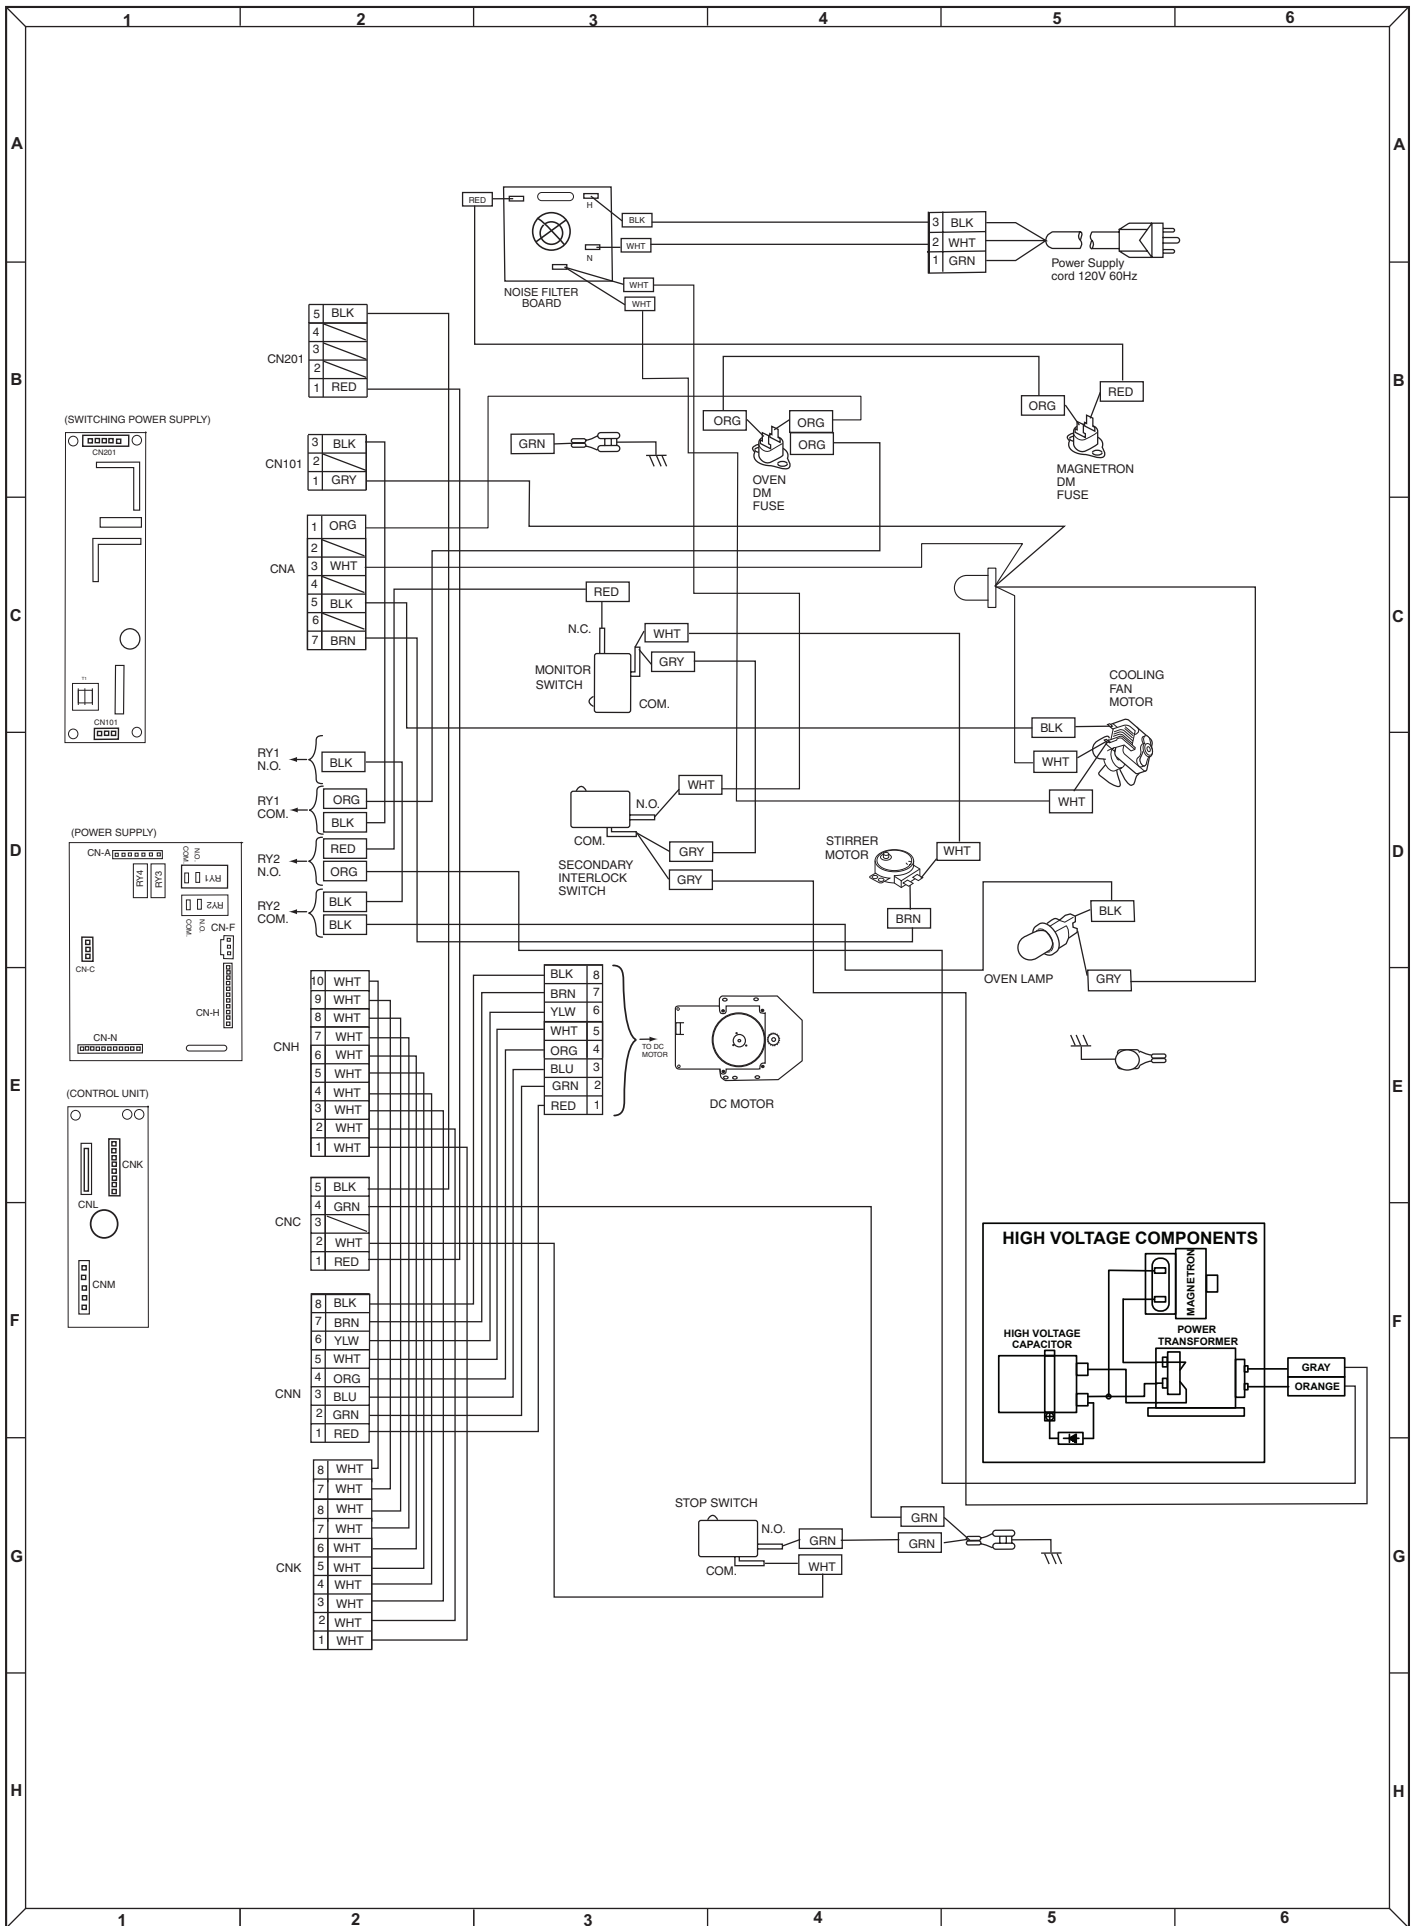 1 2 3 4 5 6
A A
RED
H
BLK
WHT
N
3 BLK
2 WHT
1 GRN
Power Supply
cord 120V 60Hz
NOISE FILTER
BOARD
WHT
WHT
B B
CN201
5 BLK
4
3
2
1 RED
CN101
3 BLK
2
1 GRY
GRN
ORG
ORG
ORG
OVEN
DM
FUSE
ORG
RED
MAGNETRON
DM
FUSE
(SWITCHING POWER SUPPLY)
CN201
T1
CN101
C C
CNA
1 ORG
2
3 WHT
4
5 BLK
6
7 BRN
RED
N.C.
WHT
GRY
MONITOR
SWITCH
COM.
COOLING
FAN
MOTOR
BLK
WHT
WHT
D D
RY1
N.O.
BLK
RY1
COM.
ORG
BLK
RY2
N.O.
RED
ORG
RY2
COM.
BLK
BLK
WHT
N.O.
COM.
SECONDARY
INTERLOCK
SWITCH
GRY
GRY
STIRRER
MOTOR
WHT
BRN
BLK
OVEN LAMP
GRY
(POWER SUPPLY)
CN-A
COM.
N.O.
RY4
RY3
RY1
RY2
COM.
N.O.
CN-F
CN-C
CN-H
CN-N
E E
CNH
10 WHT
9 WHT
8 WHT
7 WHT
6 WHT
5 WHT
4 WHT
3 WHT
2 WHT
1 WHT
BLK 8
BRN 7
YLW 6
WHT 5
ORG 4
BLU 3
GRN 2
RED 1
TO DC
MOTOR
DC MOTOR
(CONTROL UNIT)
CNK
CNL
CNM
F F
CNC
5 BLK
4 GRN
3
2 WHT
1 RED
CNN
8 BLK
7 BRN
6 YLW
5 WHT
4 ORG
3 BLU
2 GRN
1 RED
HIGH VOLTAGE COMPONENTS
MAGNETRON
HIGH VOLTAGE
CAPACITOR
POWER
TRANSFORMER
GRAY
ORANGE
G G
CNK
8 WHT
7 WHT
8 WHT
7 WHT
6 WHT
5 WHT
4 WHT
3 WHT
2 WHT
1 WHT
STOP SWITCH
N.O.
COM.
GRN
WHT
GRN
GRN
H H
1 2 3 4 5 6